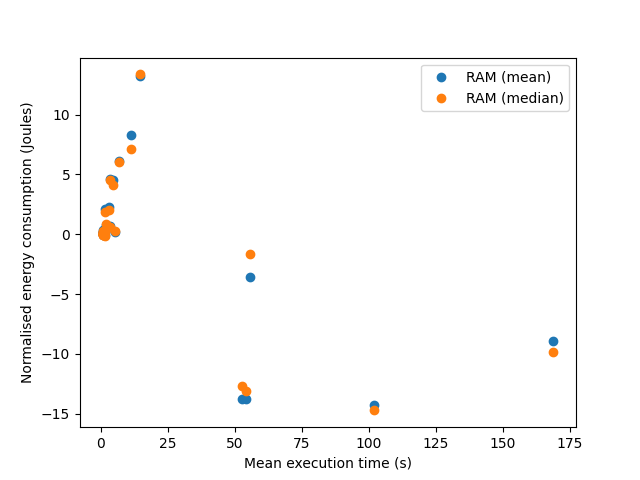 RAM (mean)
RAM (median)
Normalised energy consumption (Joules)
10
5
0
−5
−10
−15
0 25 50 75 100 125 150 175
Mean execution time (s)